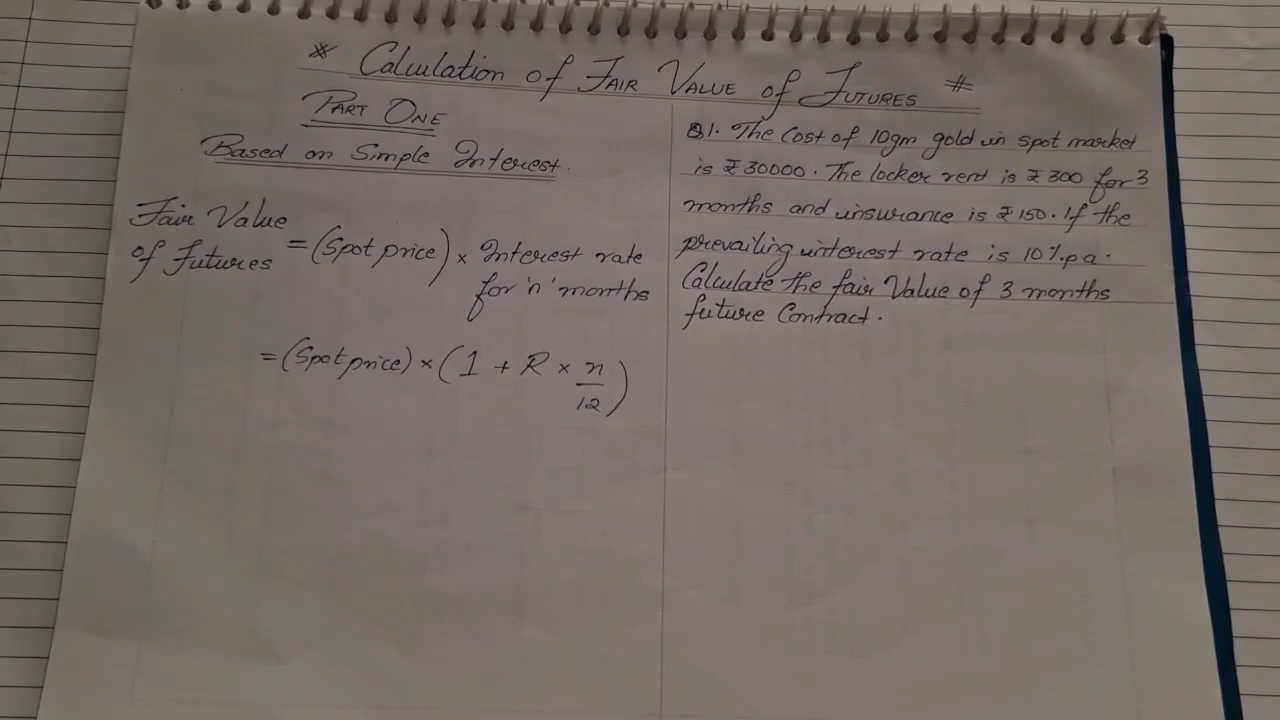 * Calculation of FAIR VALUE of FUTURES #
PART ONE
Based on Simple Interest.
Fair Value
of Futures = (Spot price) × Interest rate
for 'n' months
= (Spot price) × (1 + R × n/12)
Q1. The Cost of 10gm gold in spot market
is ₹30000. The locker rent is ₹300 for 3
months and insurance is ₹150. If the
prevailing interest rate is 10% p.a.
Calculate the fair Value of 3 months
future Contract.